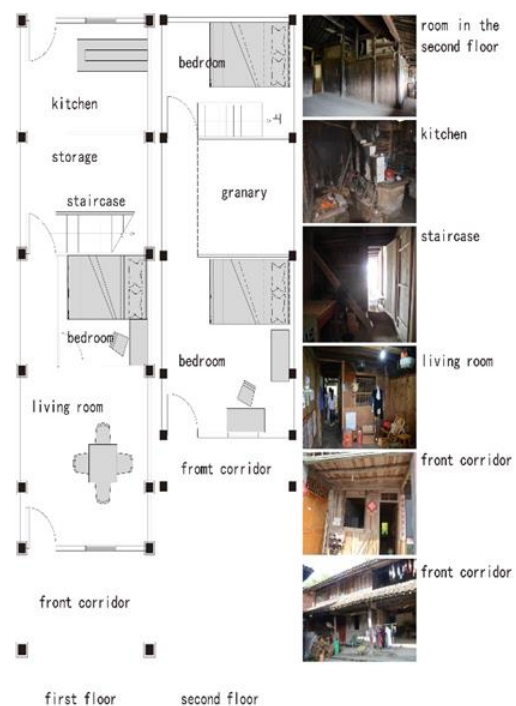 kitchen
storage
staircase
bedroom
living room
front corridor
first floor
bedroom
granary
bedroom
fromt corridor
second floor
room in the
second floor
kitchen
staircase
living room
front corridor
front corridor